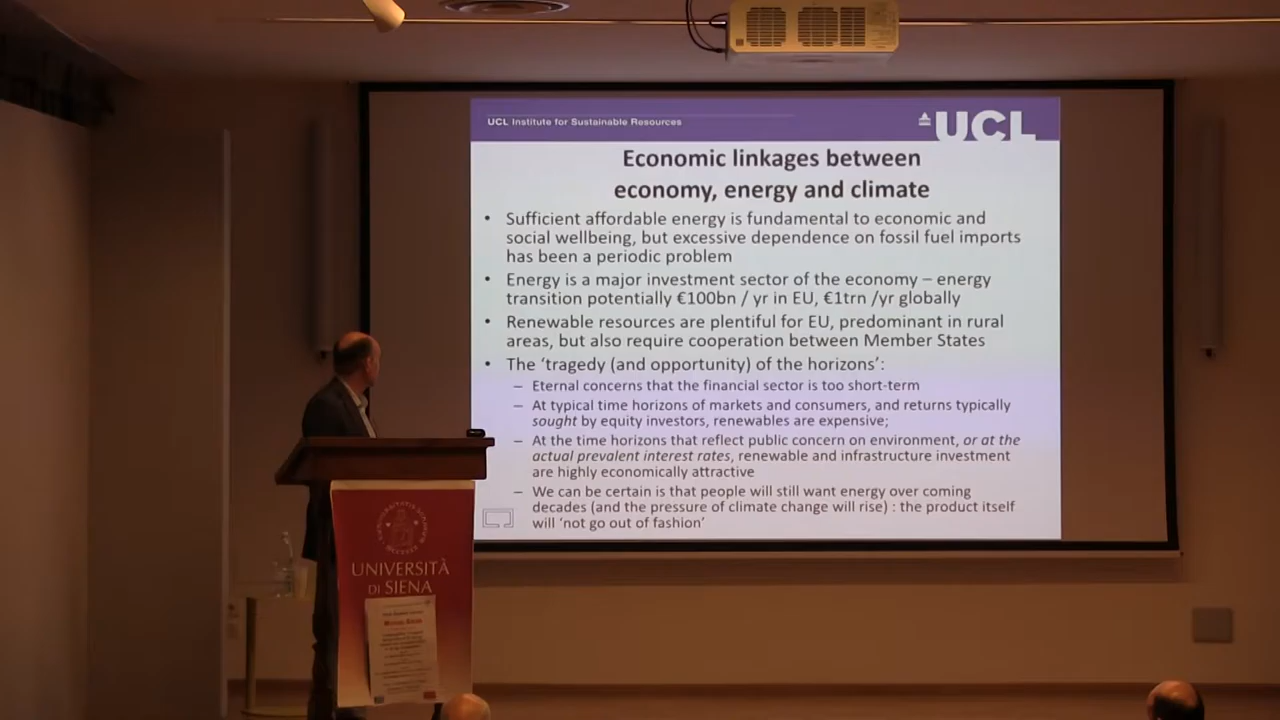 UCL Institute for Sustainable Resources
UCL
Economic linkages between
economy, energy and climate
• Sufficient affordable energy is fundamental to economic and
social wellbeing, but excessive dependence on fossil fuel imports
has been a periodic problem
• Energy is a major investment sector of the economy – energy
transition potentially €100bn / yr in EU, €1trn /yr globally
• Renewable resources are plentiful for EU, predominant in rural
areas, but also require cooperation between Member States
• The ‘tragedy (and opportunity) of the horizons’:
– Eternal concerns that the financial sector is too short-term
– At typical time horizons of markets and consumers, and returns typically
sought by equity investors, renewables are expensive;
– At the time horizons that reflect public concern on environment, or at the
actual prevalent interest rates, renewable and infrastructure investment
are highly economically attractive
– We can be certain is that people will still want energy over coming
decades (and the pressure of climate change will rise) : the product itself
will ‘not go out of fashion’
UNIVERSITÀ
DI SIENA